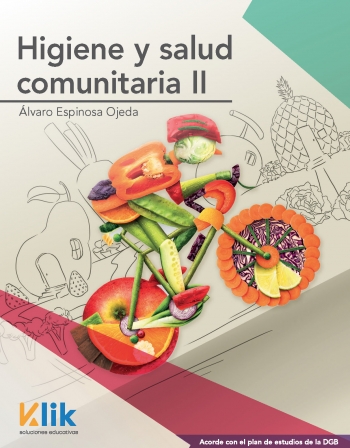 Higiene y salud
comunitaria II
Álvaro Espinosa Ojeda
klik
soluciones educativas
Acorde con el plan de estudios de la DGB